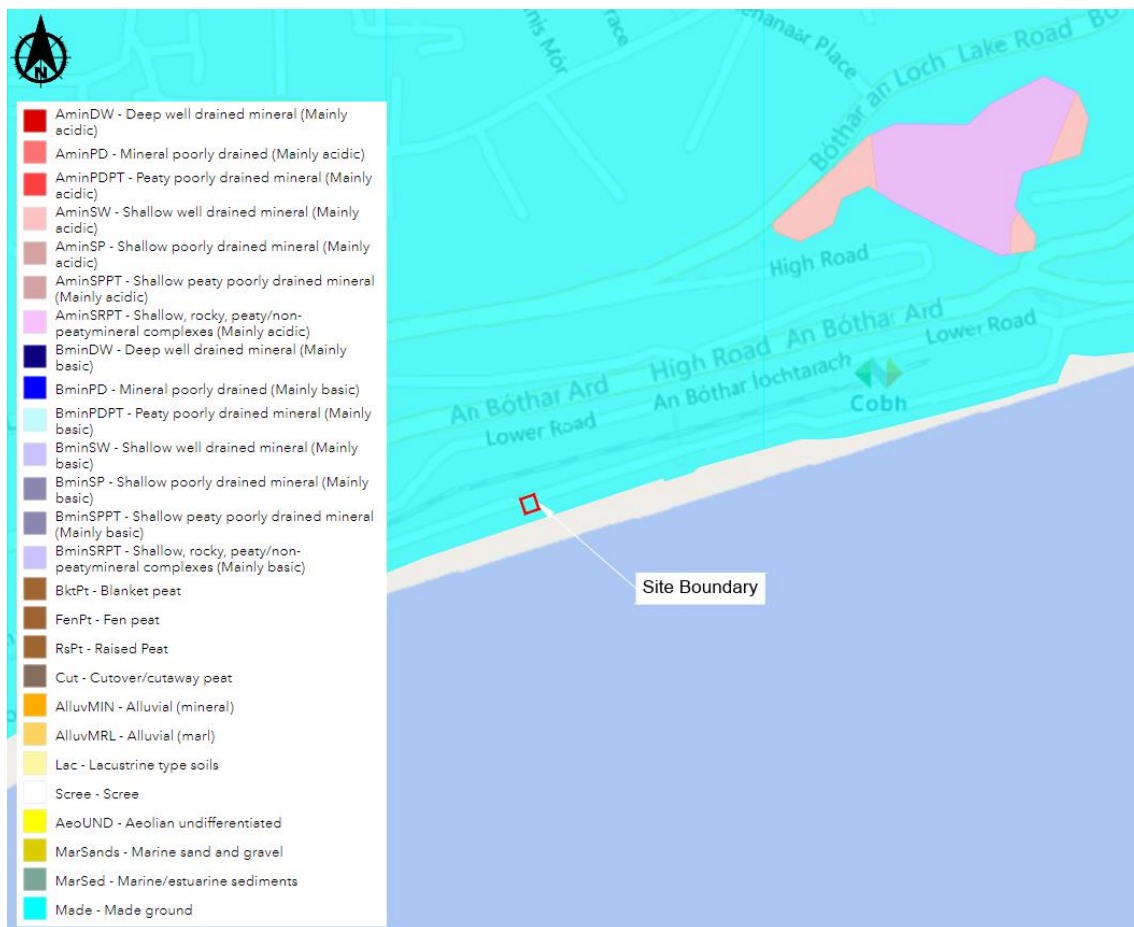 N
AminDW - Deep well drained mineral (Mainly
acidic)
AminPD - Mineral poorly drained (Mainly acidic)
AminPDPT - Peaty poorly drained mineral (Mainly
acidic)
AminSW - Shallow well drained mineral (Mainly
acidic)
AminSP - Shallow poorly drained mineral (Mainly
acidic)
AminSPPT - Shallow peaty poorly drained mineral
(Mainly acidic)
AminSRPT - Shallow, rocky, peaty/non-
peatymineral complexes (Mainly acidic)
BminDW - Deep well drained mineral (Mainly
basic)
BminPD - Mineral poorly drained (Mainly basic)
BminPDPT - Peaty poorly drained mineral (Mainly
basic)
BminSW - Shallow well drained mineral (Mainly
basic)
BminSP - Shallow poorly drained mineral (Mainly
basic)
BminSPPT - Shallow peaty poorly drained mineral
(Mainly basic)
BminSRPT - Shallow, rocky, peaty/non-
peatymineral complexes (Mainly basic)
BktPt - Blanket peat
FenPt - Fen peat
RsPt - Raised Peat
Cut - Cutover/cutaway peat
AlluvMIN - Alluvial (mineral)
AlluvMRL - Alluvial (marl)
Lac - Lacustrine type soils
Scree - Scree
AeoUND - Aeolian undifferentiated
MarSands - Marine sand and gravel
MarSed - Marine/estuarine sediments
Made - Made ground
nis Mór
race
enanaar Place
Bóthar an Loch Lake Road Bó
High Road
An Bóthar Ard High Road An Bóthar Ard
Lower Road An Bóthar Íochtarach Lower Road
Cobh
Site Boundary